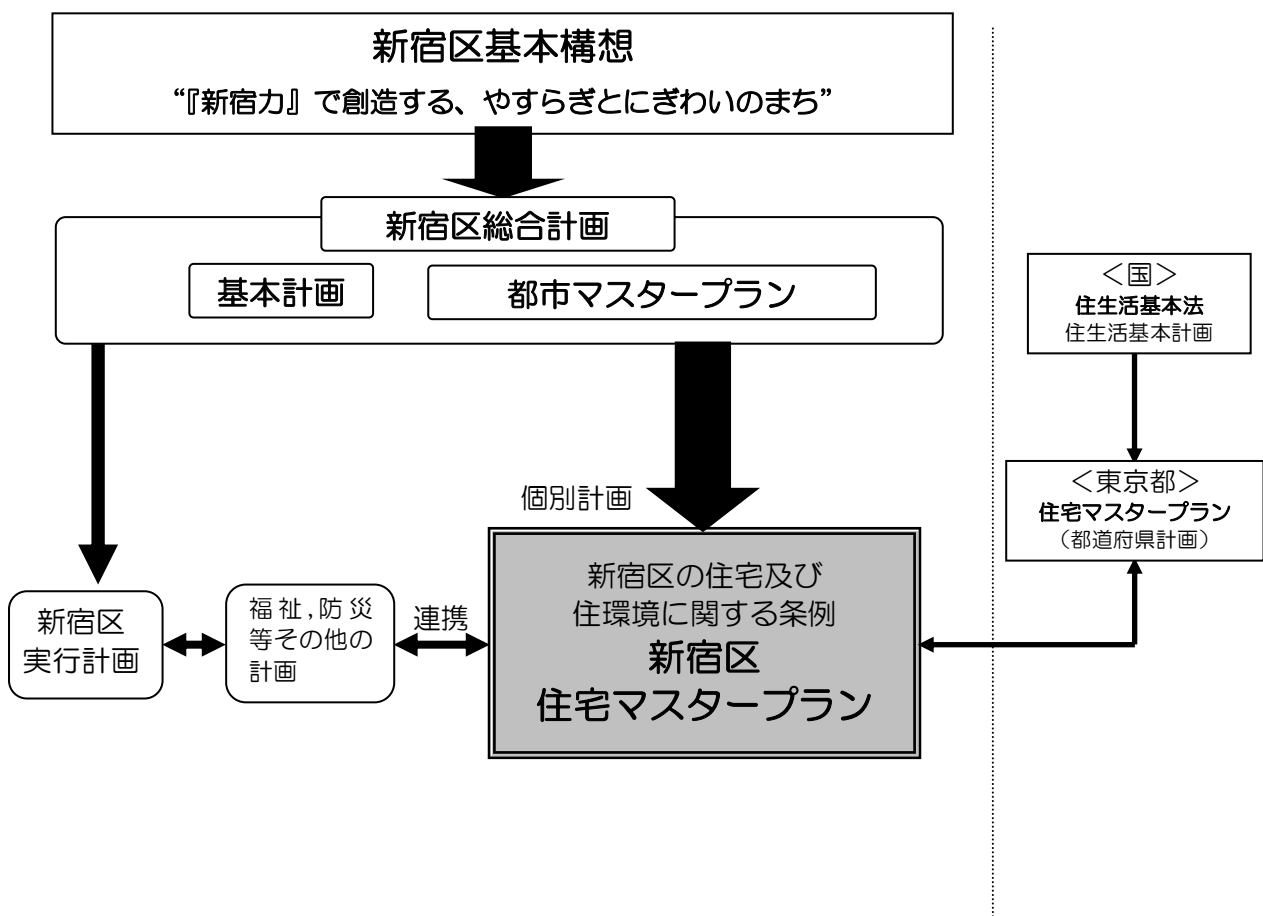 新宿区基本構想
“『新宿力』で創造する、やすらぎとにぎわいのまち”
新宿区総合計画
基本計画
都市マスタープラン
個別計画
新宿区
実行計画
福祉,防災
等その他の
計画
連携
新宿区の住宅及び
住環境に関する条例
新宿区
住宅マスタープラン
＜国＞
住生活基本法
住生活基本計画
＜東京都＞
住宅マスタープラン
（都道府県計画）